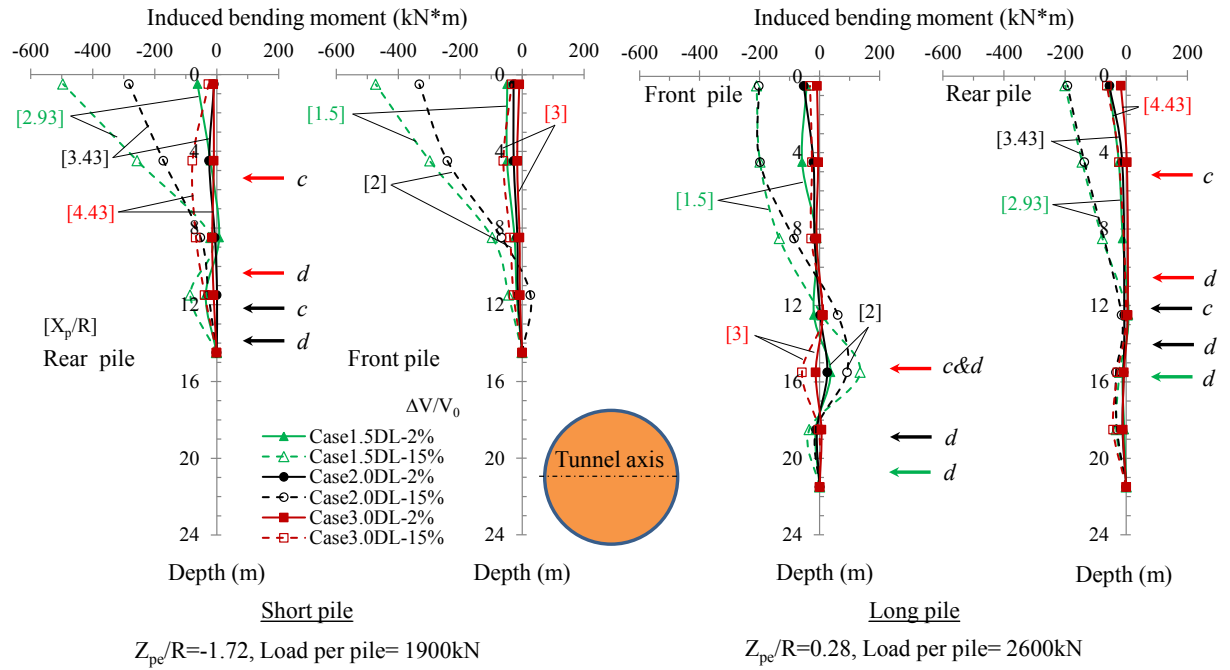 Induced bending moment (kN*m)
Induced bending moment (kN*m)
-600 -400 -200 0 200
-600 -400 -200 0 200
-600 -400 -200 0 200
-600 -400 -200 0 200
0
0
0
0
Front pile
Rear pile
[2.93]
[1.5]
[3]
[4.43]
[3.43]
[3.43]
4
4
4
4
c
c
[2]
[1.5]
[2.93]
[4.43]
8
8
8
8
d
d
12
12
12
12
c
c
[Xp/R]
[3]
[2]
Rear pile
d
Front pile
d
c&d
d
16
16
16
16
ΔV/V0
Case1.5DL-2%
Case1.5DL-15%
Case2.0DL-2%
Case2.0DL-15%
Case3.0DL-2%
Case3.0DL-15%
Tunnel axis
d
d
20
20
20
20
24
24
24
24
Depth (m)
Depth (m)
Depth (m)
Depth (m)
Short pile
Long pile
Zpe/R=-1.72, Load per pile= 1900kN
Zpe/R=0.28, Load per pile= 2600kN